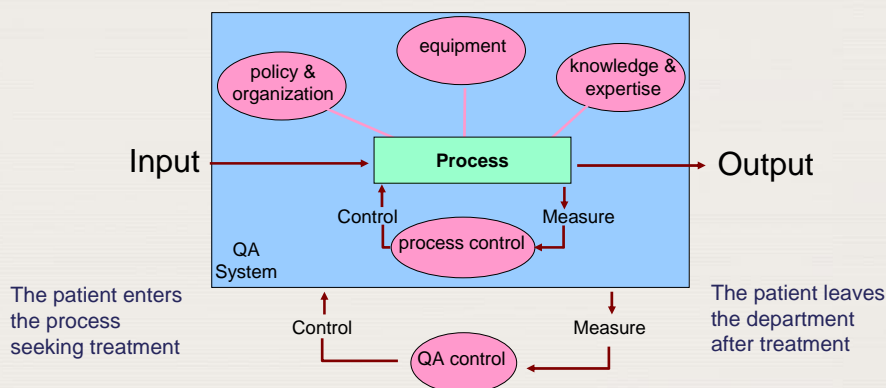 equipment
policy &
organization
knowledge &
expertise
Input
Process
Output
Control
Measure
process control
QA
System
The patient enters
the process
seeking treatment
The patient leaves
the department
after treatment
Control
Measure
QA control